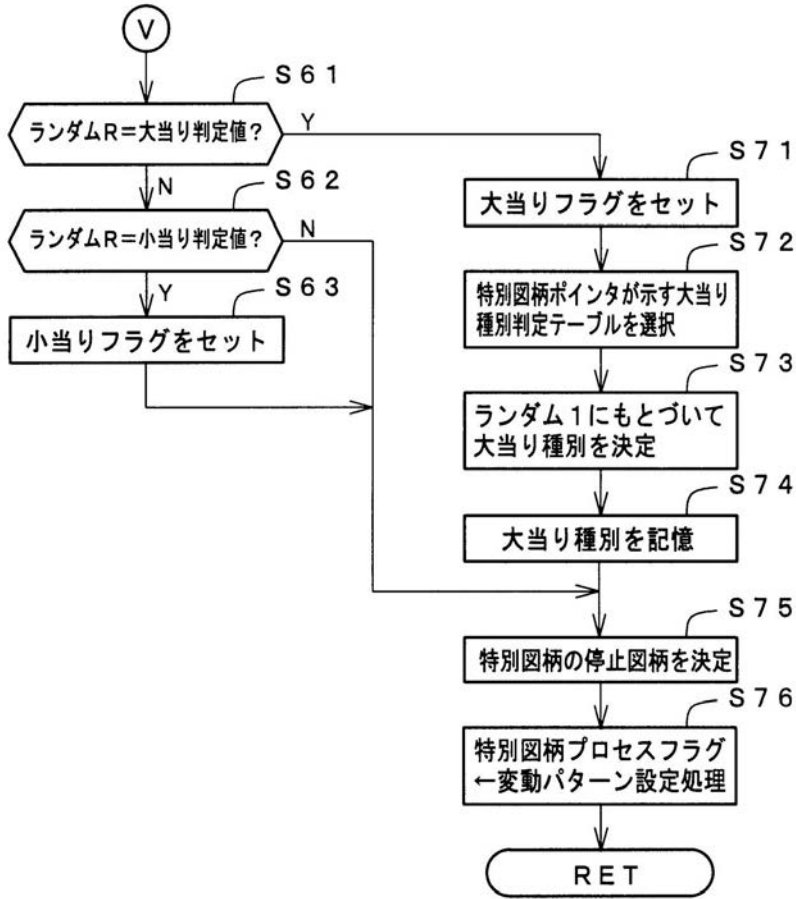 V
S61
ランダムR=大当り判定値?
Y
N
S62
ランダムR=小当り判定値?
N
Y
S63
小当りフラグをセット
S71
大当りフラグをセット
S72
特別図柄ポインタが示す大当り
種別判定テーブルを選択
S73
ランダム1にもとづいて
大当り種別を決定
S74
大当り種別を記憶
S75
特別図柄の停止図柄を決定
S76
特別図柄プロセスフラグ
←変動パターン設定処理
RET